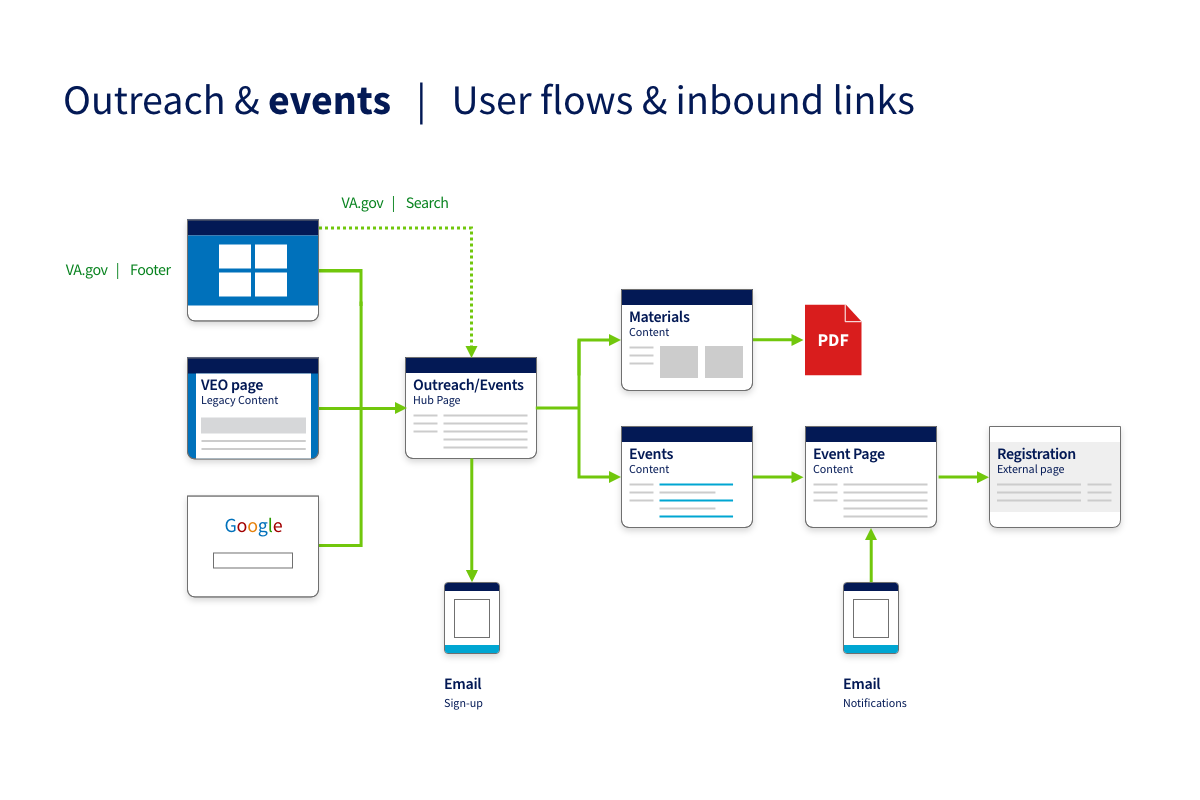 Outreach & events | User flows & inbound links
VA.gov | Search
VA.gov | Footer
Materials
Content
PDF
VEO page
Legacy Content
Outreach/Events
Hub Page
Events
Content
Event Page
Content
Registration
External page
Google
Email
Sign-up
Email
Notifications